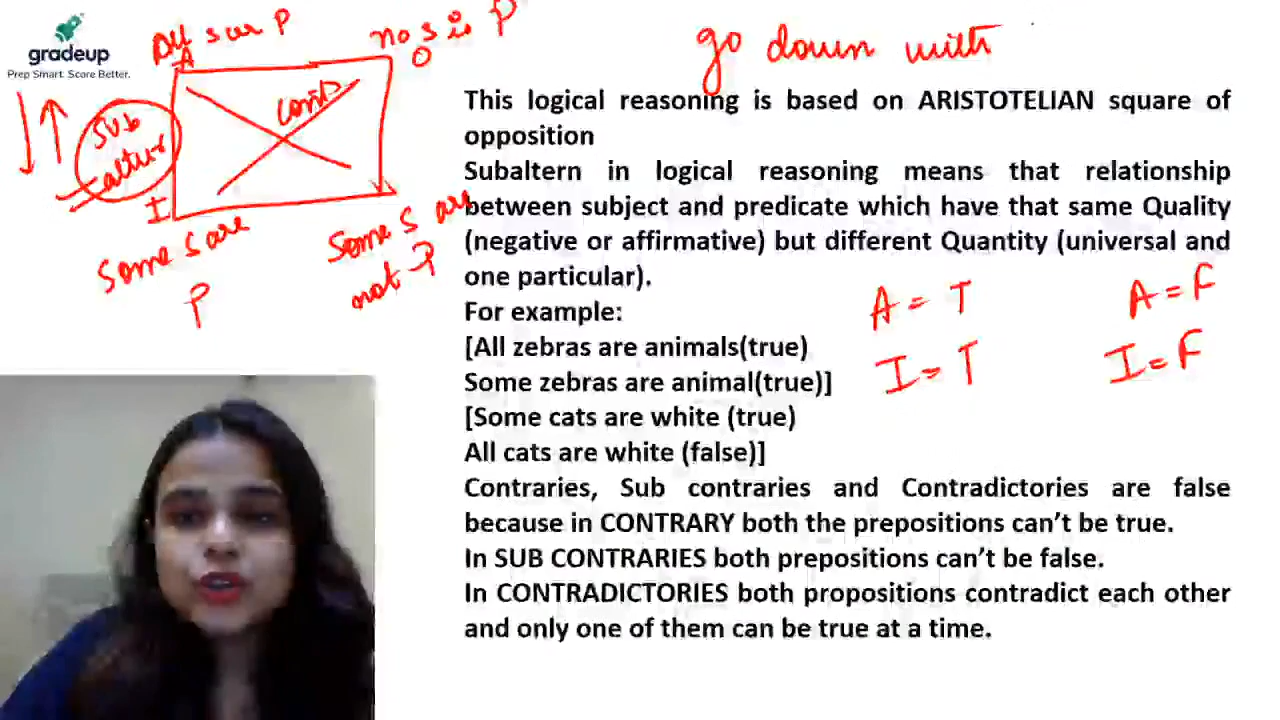 gradeup
Prep Smart. Score Better.
All S are P
A
no S is P
O
Sub
alturn
cont
I
Some S are
P
Some S are
not P
go down with
This logical reasoning is based on ARISTOTELIAN square of
opposition
Subaltern in logical reasoning means that relationship
between subject and predicate which have that same Quality
(negative or affirmative) but different Quantity (universal and
one particular).
For example:
[All zebras are animals(true)
Some zebras are animal(true)]
[Some cats are white (true)
All cats are white (false)]
A = T
I = T
A = F
I = F
Contraries, Sub contraries and Contradictories are false
because in CONTRARY both the prepositions can't be true.
In SUB CONTRARIES both prepositions can't be false.
In CONTRADICTORIES both propositions contradict each other
and only one of them can be true at a time.